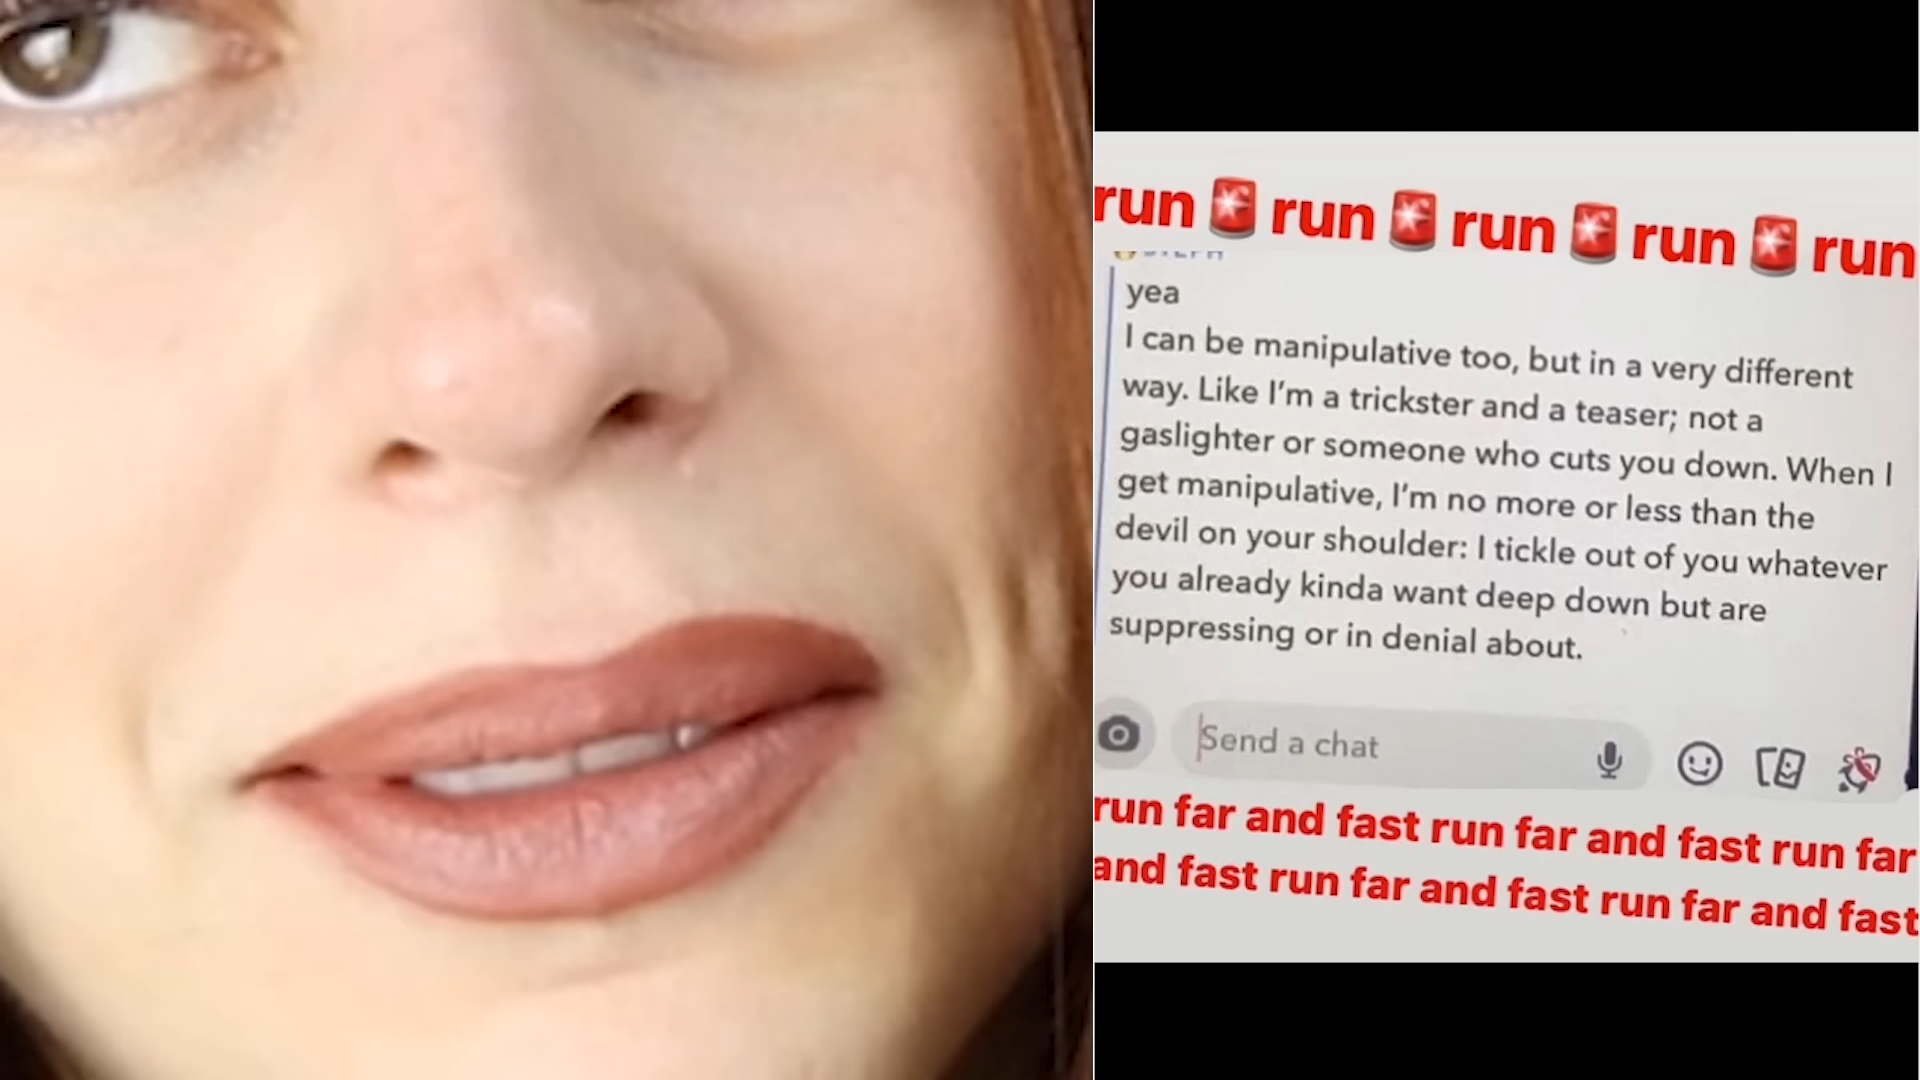 run🚨run🚨run🚨run🚨run
yea
I can be manipulative too, but in a very different
way. Like I'm a trickster and a teaser; not a
gaslighter or someone who cuts you down. When I
get manipulative, I'm no more or less than the
devil on your shoulder: I tickle out of you whatever
you already kinda want deep down but are
suppressing or in denial about.
Send a chat
run far and fast run far and fast run far
and fast run far and fast run far and fast